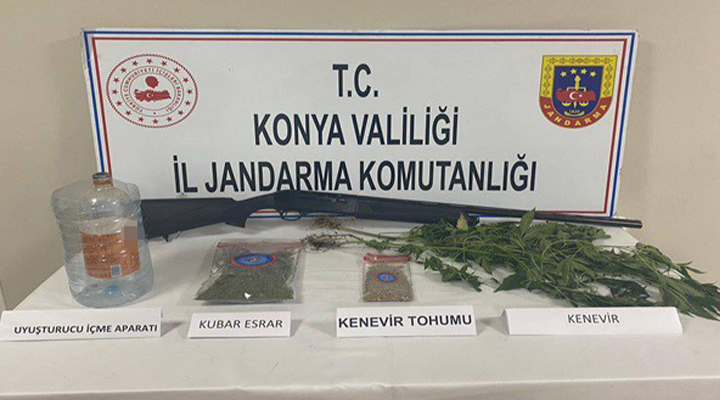 T.C.
KONYA VALİLİĞİ
İL JANDARMA KOMUTANLIĞI
JANDARMA
UYUŞTURUCU İÇME APARATI
KUBAR ESRAR
KENEVİR TOHUMU
KENEVİR